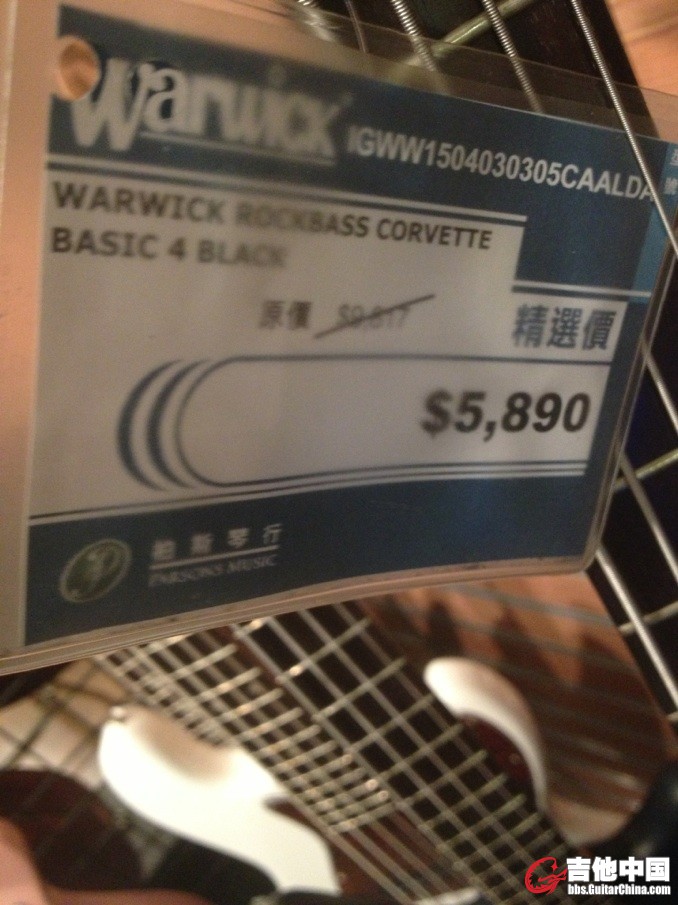 Warwick
IGWW1504030305CAALDA
WARWICK ROCKBASS CORVETTE
BASIC 4 BLACK
原價 $9,817
精選價
$5,890
柏斯琴行
PARSONS MUSIC
吉他中国
bbs.GuitarChina.com